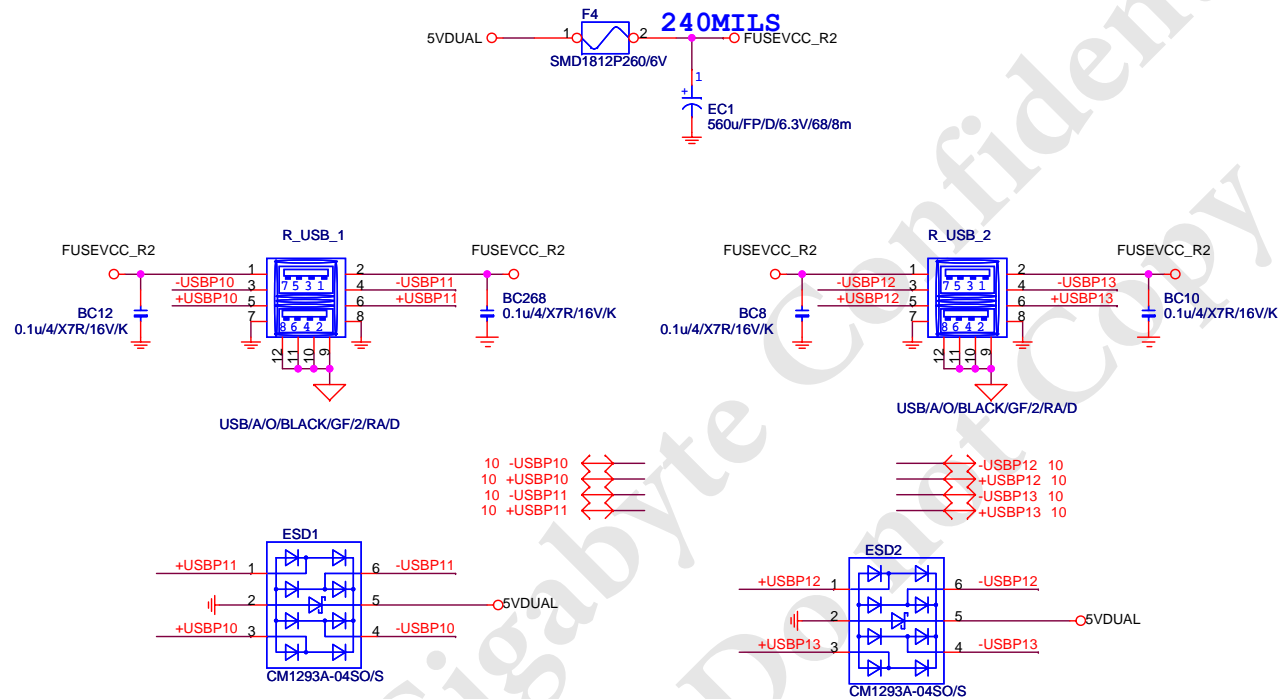 F4
240MILS
5VDUAL 1 2 FUSEVCC_R2
SMD1812P260/6V
1
+
EC1
560u/FP/D/6.3V/68/8m
R_USB_1
FUSEVCC_R2 FUSEVCC_R2
1 2
-USBP10 3 4 -USBP11
+USBP10 5 6 +USBP11
7 8
7 5 3 1
8 6 4 2
BC12
0.1u/4/X7R/16V/K
BC268
0.1u/4/X7R/16V/K
12 11 10 9
USB/A/O/BLACK/GF/2/RA/D
R_USB_2
FUSEVCC_R2 FUSEVCC_R2
1 2
-USBP12 3 4 -USBP13
+USBP12 5 6 +USBP13
7 8
7 5 3 1
8 6 4 2
BC8
0.1u/4/X7R/16V/K
BC10
0.1u/4/X7R/16V/K
12 11 10 9
USB/A/O/BLACK/GF/2/RA/D
10 -USBP10
10 +USBP10
10 -USBP11
10 +USBP11
-USBP12 10
+USBP12 10
-USBP13 10
+USBP13 10
ESD1
+USBP11 1 6 -USBP11
2 5 5VDUAL
+USBP10 3 4 -USBP10
CM1293A-04SO/S
ESD2
+USBP12 1 6 -USBP12
2 5 5VDUAL
+USBP13 3 4 -USBP13
CM1293A-04SO/S
Gigabyte Confident
Do not Copy